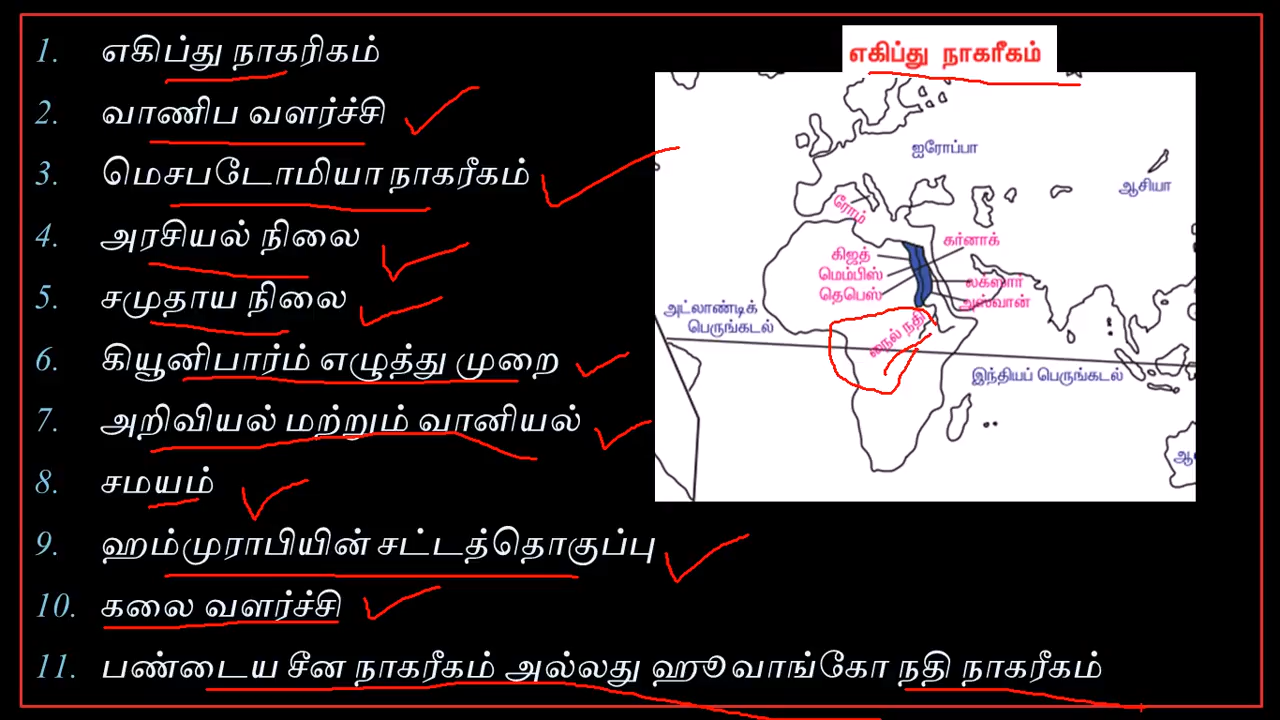 1. எகிப்து நாகரிகம்
2. வாணிப வளர்ச்சி
3. மெசபடோமியா நாகரீகம்
4. அரசியல் நிலை
5. சமுதாய நிலை
6. கியூனிபார்ம் எழுத்து முறை
7. அறிவியல் மற்றும் வானியல்
8. சமயம்
9. ஹம்முராபியின் சட்டத்தொகுப்பு
10. கலை வளர்ச்சி
11. பண்டைய சீன நாகரீகம் அல்லது ஹூவாங்கோ நதி நாகரீகம்
எகிப்து நாகரீகம்
ஐரோப்பா
ஆசியா
ரோம்
கர்னாக்
கிஜத்
மெம்பிஸ்
தெபெஸ்
லக்ஸார்
அஸ்வான்
அட்லாண்டிக்
பெருங்கடல்
நைல் நதி
இந்தியப் பெருங்கடல்